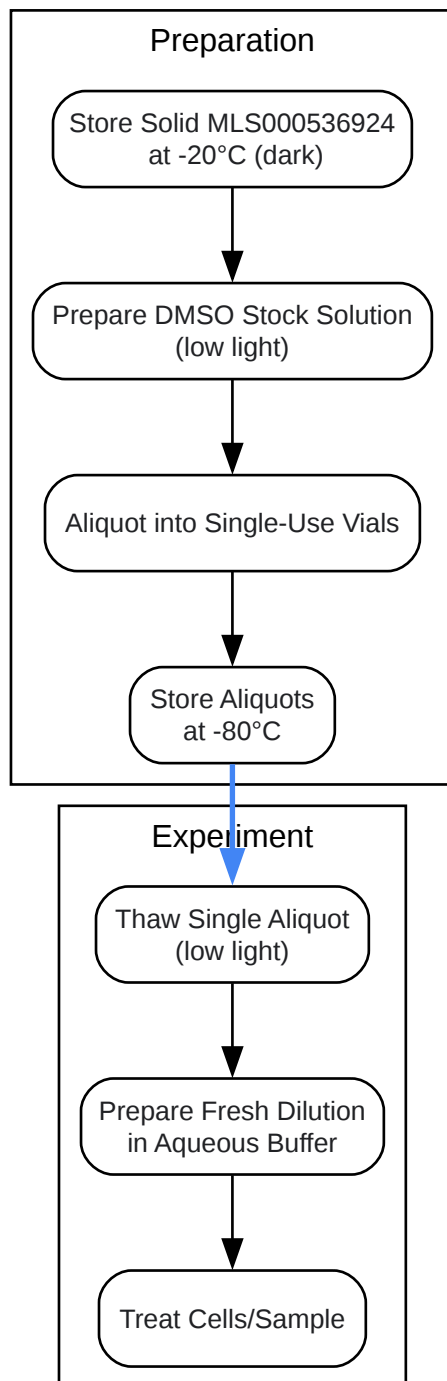 Preparation
Store Solid MLS000536924
at -20°C (dark)
Prepare DMSO Stock Solution
(low light)
Aliquot into Single-Use Vials
Store Aliquots
at -80°C
Experiment
Thaw Single Aliquot
(low light)
Prepare Fresh Dilution
in Aqueous Buffer
Treat Cells/Sample